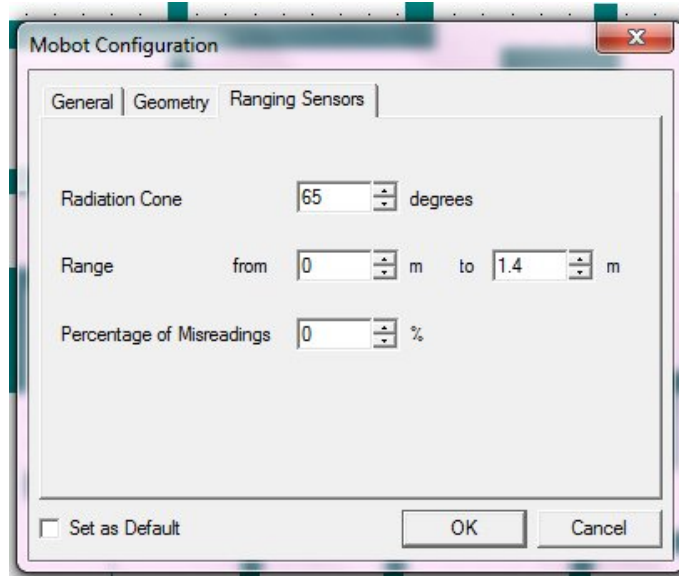 Mobot Configuration
General Geometry Ranging Sensors
Radiation Cone 65 degrees
Range from 0 m to 1.4 m
Percentage of Misreadings 0 %
Set as Default OK Cancel